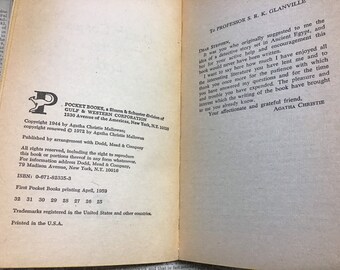 POCKET BOOKS, a Simon & Schuster division of
GULF & WESTERN CORPORATION
1230 Avenue of the Americas, New York, N.Y. 10020
Copyright 1944 by Agatha Christie Mallowan;
Copyright renewed © 1972 by Agatha Christie Mallowan
Published by arrangement with Dodd, Mead & Company
All rights reserved, including the right to reproduce
this book or portions thereof in any form whatsoever.
For information address Dodd, Mead & Company
79 Madison Avenue, New York, N.Y. 10016
ISBN: 0-671-
First Pocket Books printing April,
Trademarks registered in the United States and other countries.
Printed in the U.S.A.
To PROFESSOR S. R. K. GLANVILLE
DEAR STEPHEN,
It was you who originally suggested to me the
idea of a detective story set in Ancient Egypt, and
but for your active help and encouragement this
book would never have been written.
I want to say here how much I have enjoyed all
the interesting literature you have lent me and to
thank you once more for the patience with which
you have answered my questions and for the time
and trouble you have expended. The pleasure and
interest which the writing of the book have brought
to me you already know.
Your affectionate and grateful friend,
AGATHA CHRISTIE